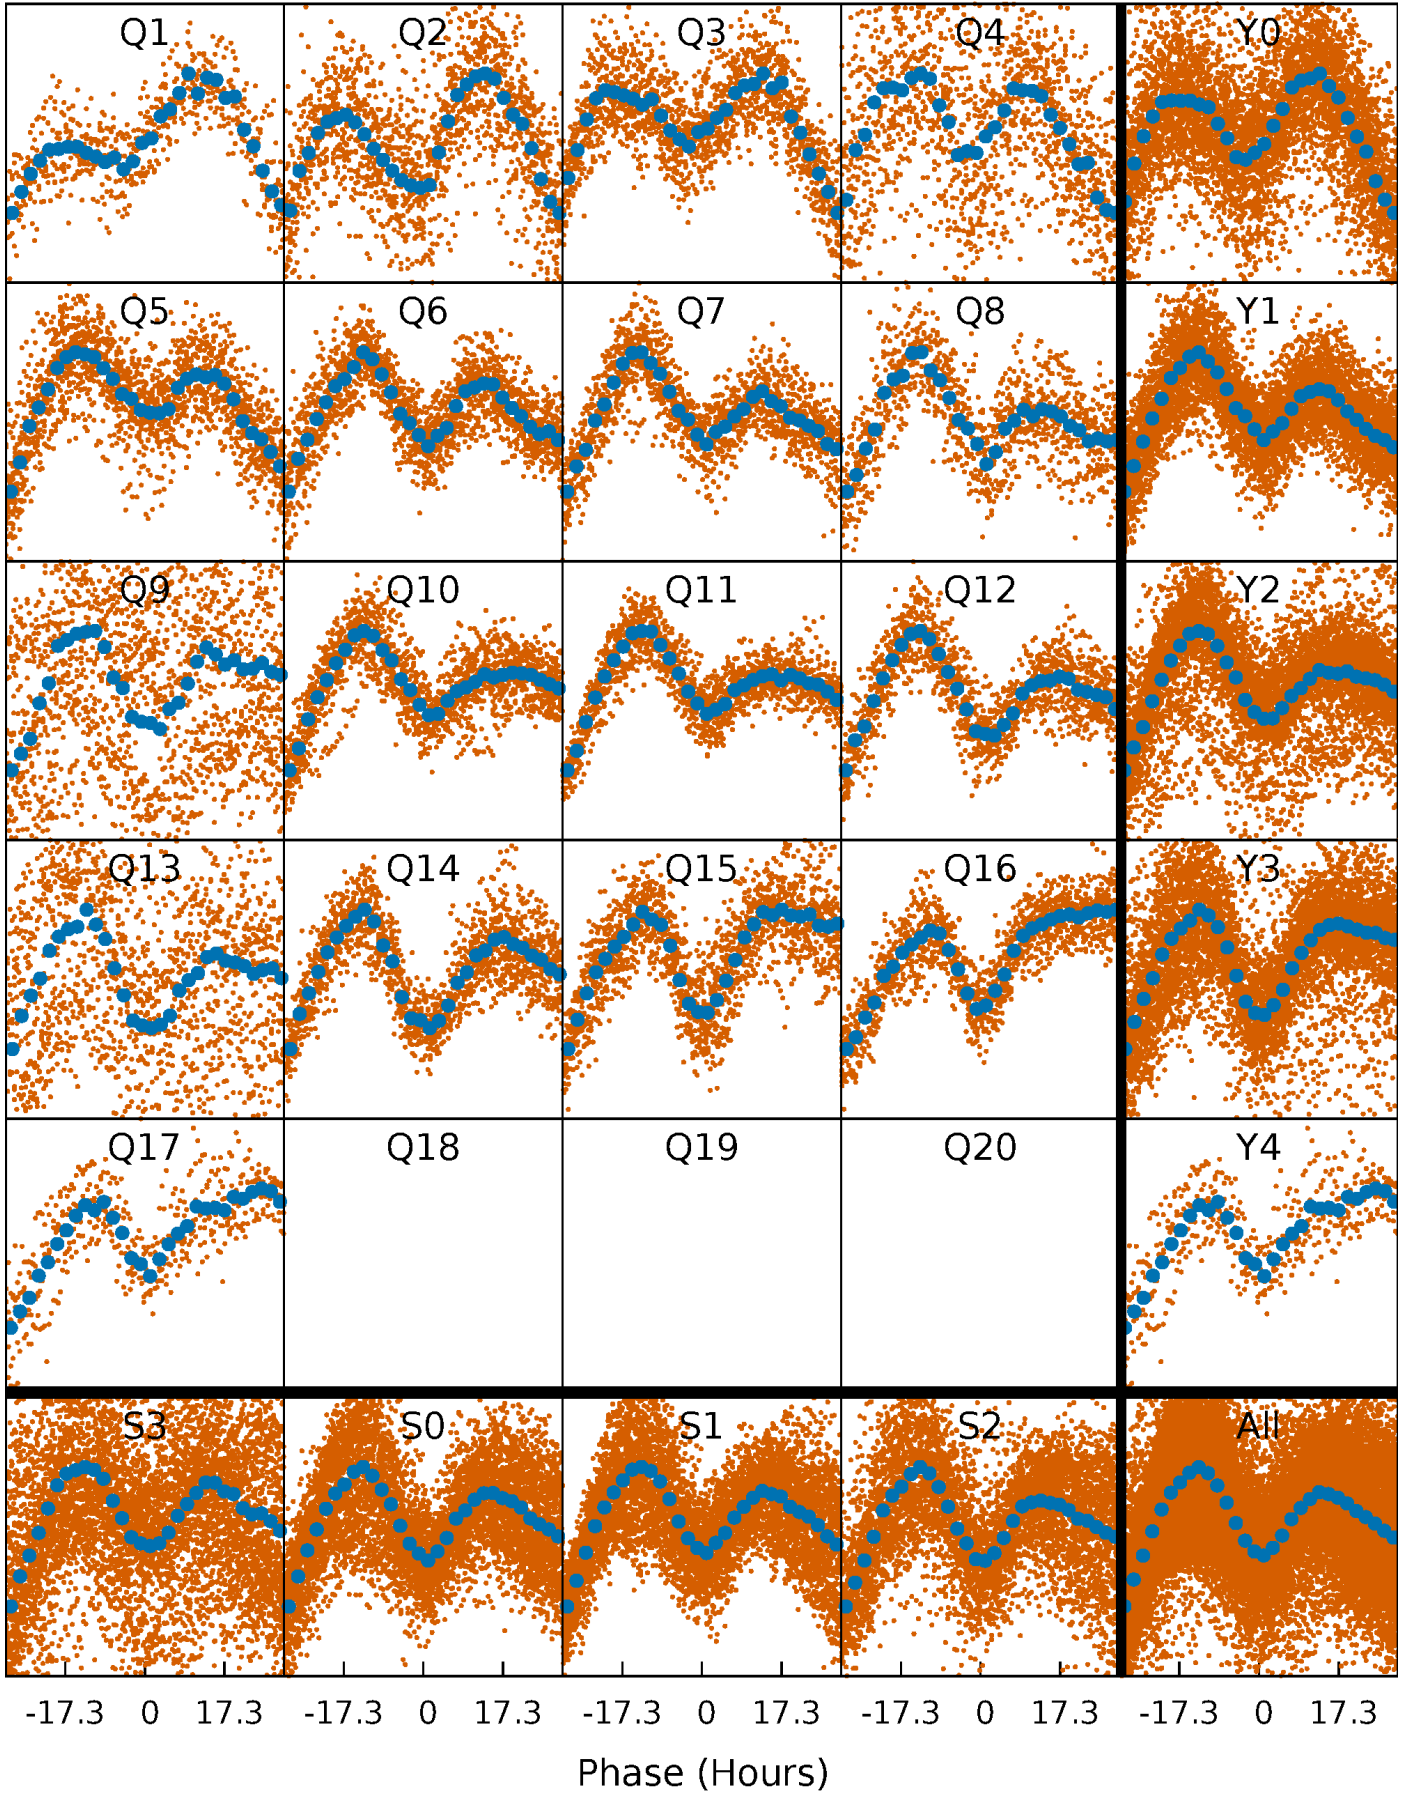 Q1 Q2 Q3 Q4 Y0
Q5 Q6 Q7 Q8 Y1
Q9 Q10 Q11 Q12 Y2
Q13 Q14 Q15 Q16 Y3
Q17 Q18 Q19 Q20 Y4
S3 S0 S1 S2 All
-17.3 0 17.3 -17.3 0 17.3 -17.3 0 17.3 -17.3 0 17.3 -17.3 0 17.3
Phase (Hours)